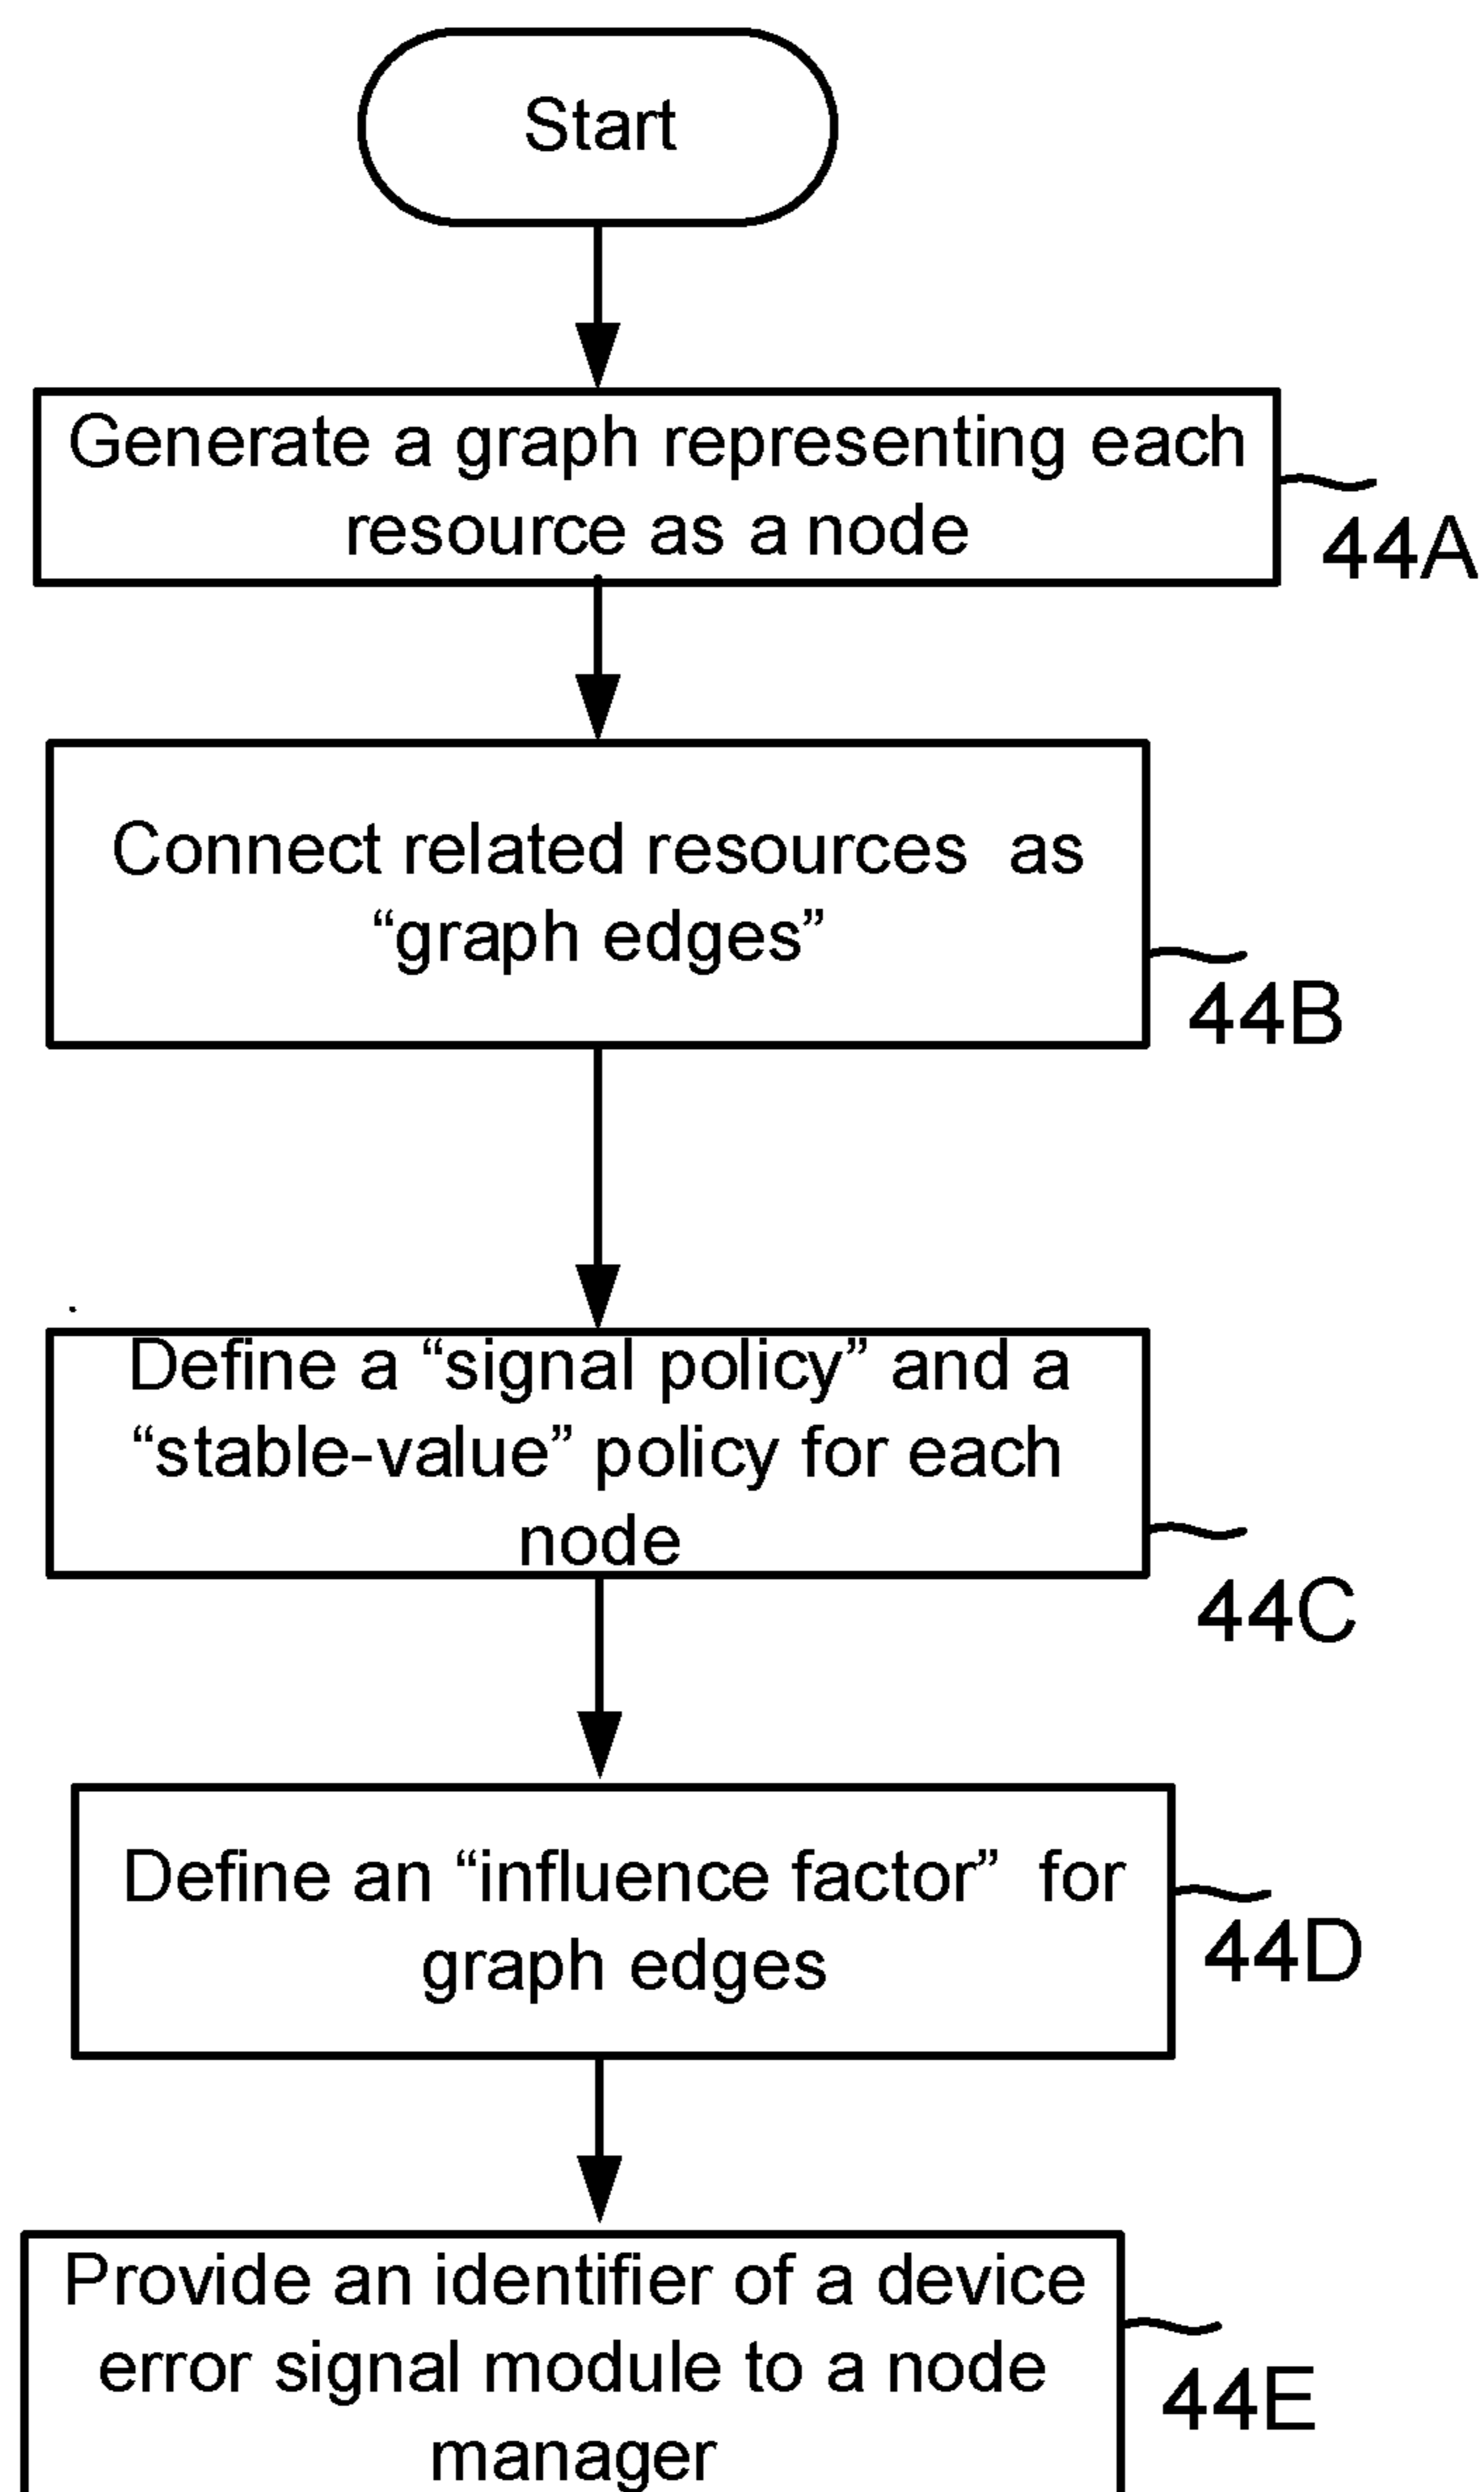 Start
Generate a graph representing each
resource as a node
44A
Connect related resources as
“graph edges”
44B
Define a “signal policy” and a
“stable-value” policy for each
node
44C
Define an “influence factor” for
graph edges
44D
Provide an identifier of a device
error signal module to a node
manager
44E